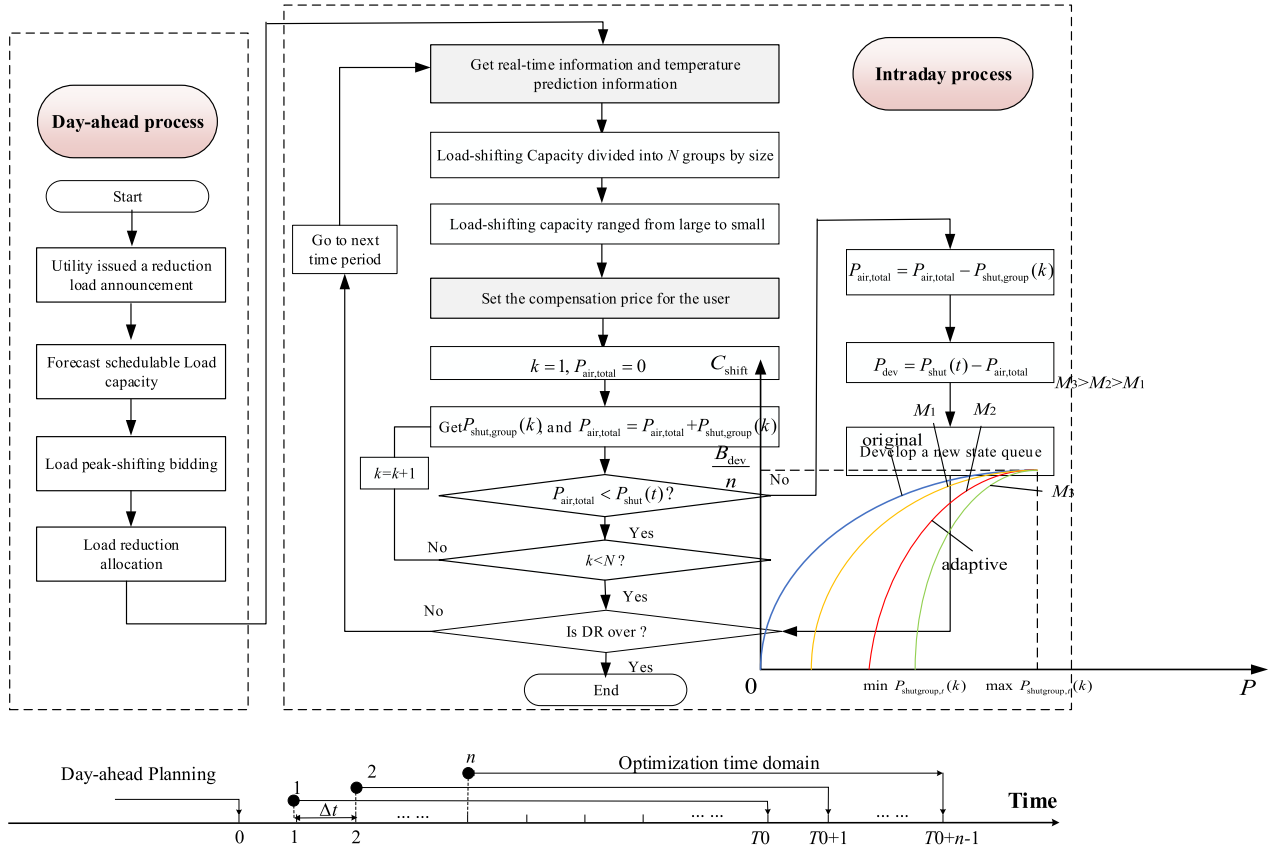 Day-ahead process
Start
Utility issued a reduction
load announcement
Forecast schedulable Load
capacity
Load peak-shifting bidding
Load reduction
allocation
Intraday process
Get real-time information and temperature
prediction information
Load-shifting Capacity divided into N groups by size
Load-shifting capacity ranged from large to small
Go to next
time period
Set the compensation price for the user
k = 1, P_air,total = 0
Get P_shut,group(k), and P_air,total = P_air,total + P_shut,group(k)
k=k+1
P_air,total < P_shut(t) ?
No
Yes
k<N ?
No
Yes
Is DR over ?
No
Yes
End
P_air,total = P_air,total − P_shut,group(k)
P_dev = P_shut(t) − P_air,total
Develop a new state queue
C_shift
M3>M2>M1
M1
M2
original
B_dev
n
M3
adaptive
0
min P_shutgroup,t(k)
max P_shutgroup,t(k)
P
Day-ahead Planning
1
2
n
Optimization time domain
Δt
... ...
... ...
... ...
Time
0
1
2
T0
T0+1
T0+n-1